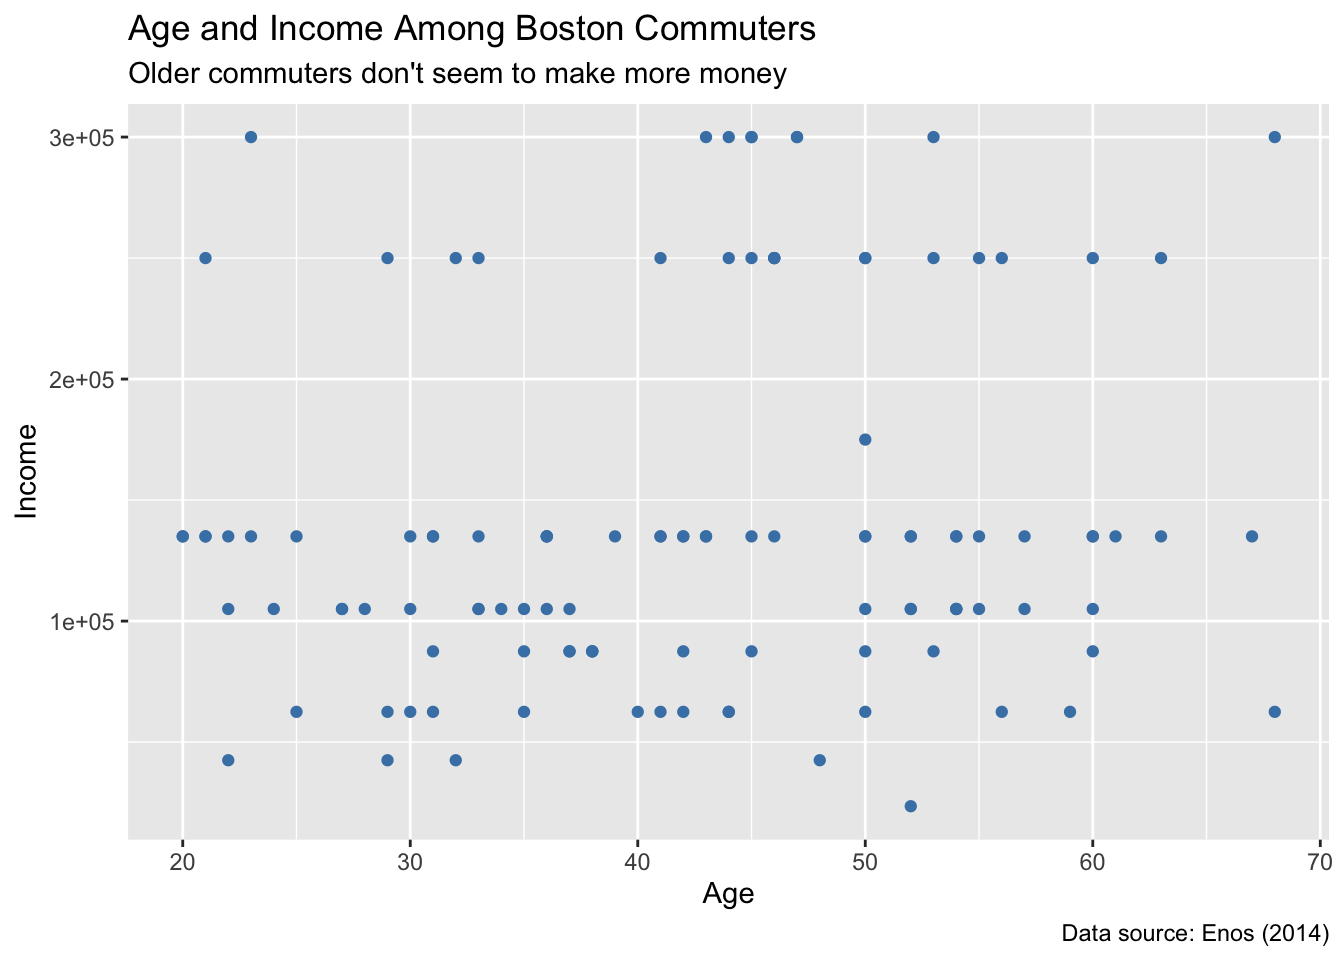 Age and Income Among Boston Commuters
Older commuters don't seem to make more money
3e+05
2e+05
1e+05
Income
20 30 40 50 60 70
Age
Data source: Enos (2014)